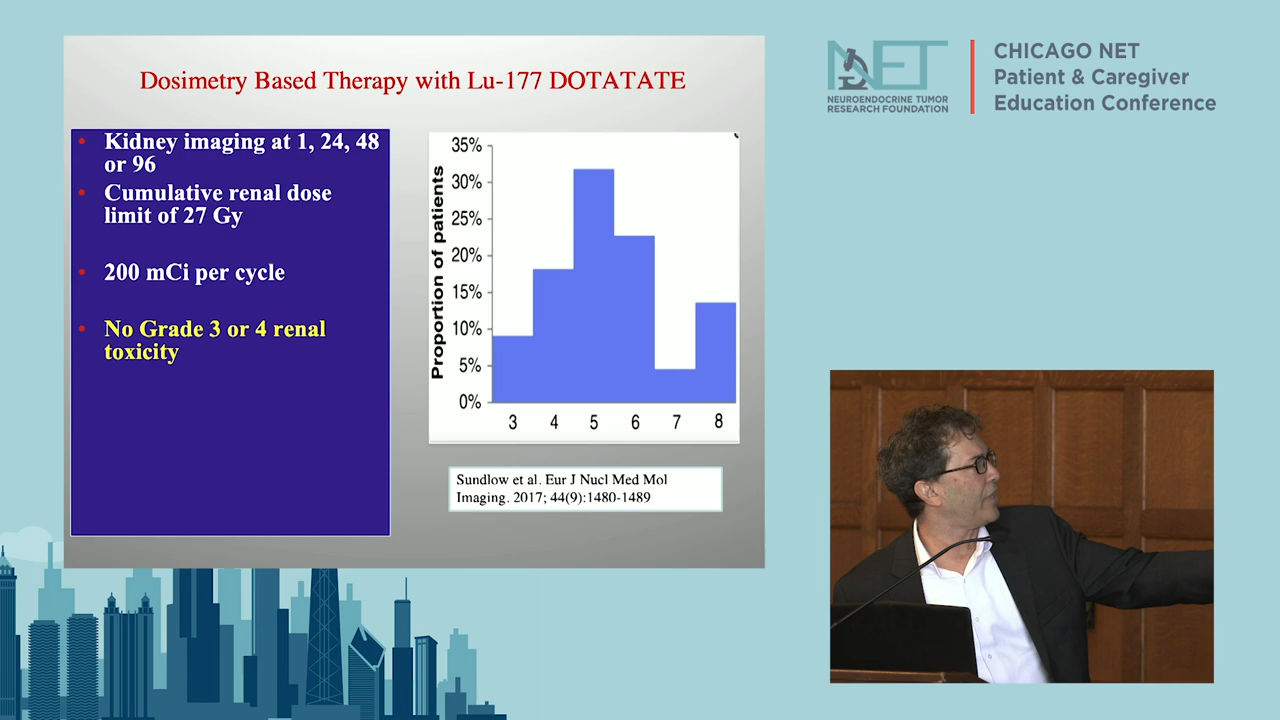 Dosimetry Based Therapy with Lu-177 DOTATATE
Kidney imaging at 1, 24, 48
or 96
Cumulative renal dose
limit of 27 Gy
200 mCi per cycle
No Grade 3 or 4 renal
toxicity
Proportion of patients
35%
30%
25%
20%
15%
10%
5%
0%
3 4 5 6 7 8
Sundlow et al. Eur J Nucl Med Mol
Imaging. 2017; 44(9):1480-1489
NET
NEUROENDOCRINE TUMOR
RESEARCH FOUNDATION
CHICAGO NET
Patient & Caregiver
Education Conference